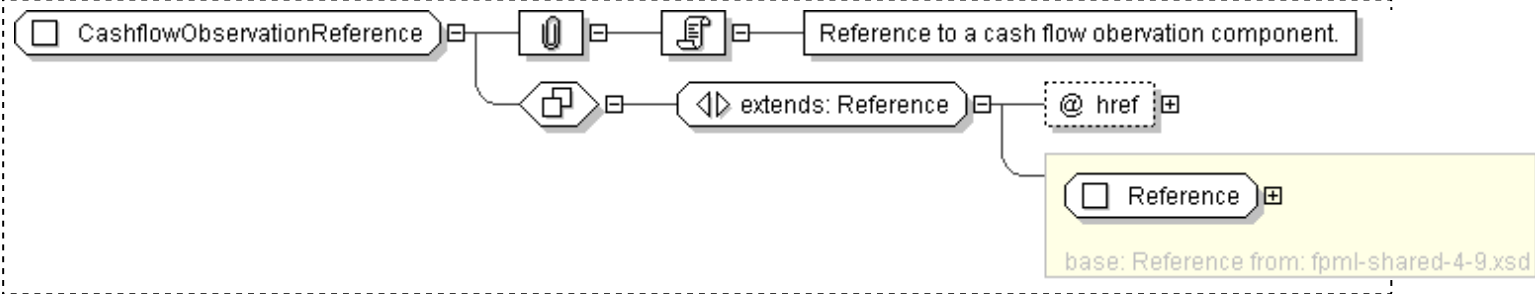 CashflowObservationReference
Reference to a cash flow obervation component.
extends: Reference
@ href
Reference
base: Reference from: fpml-shared-4-9.xsd